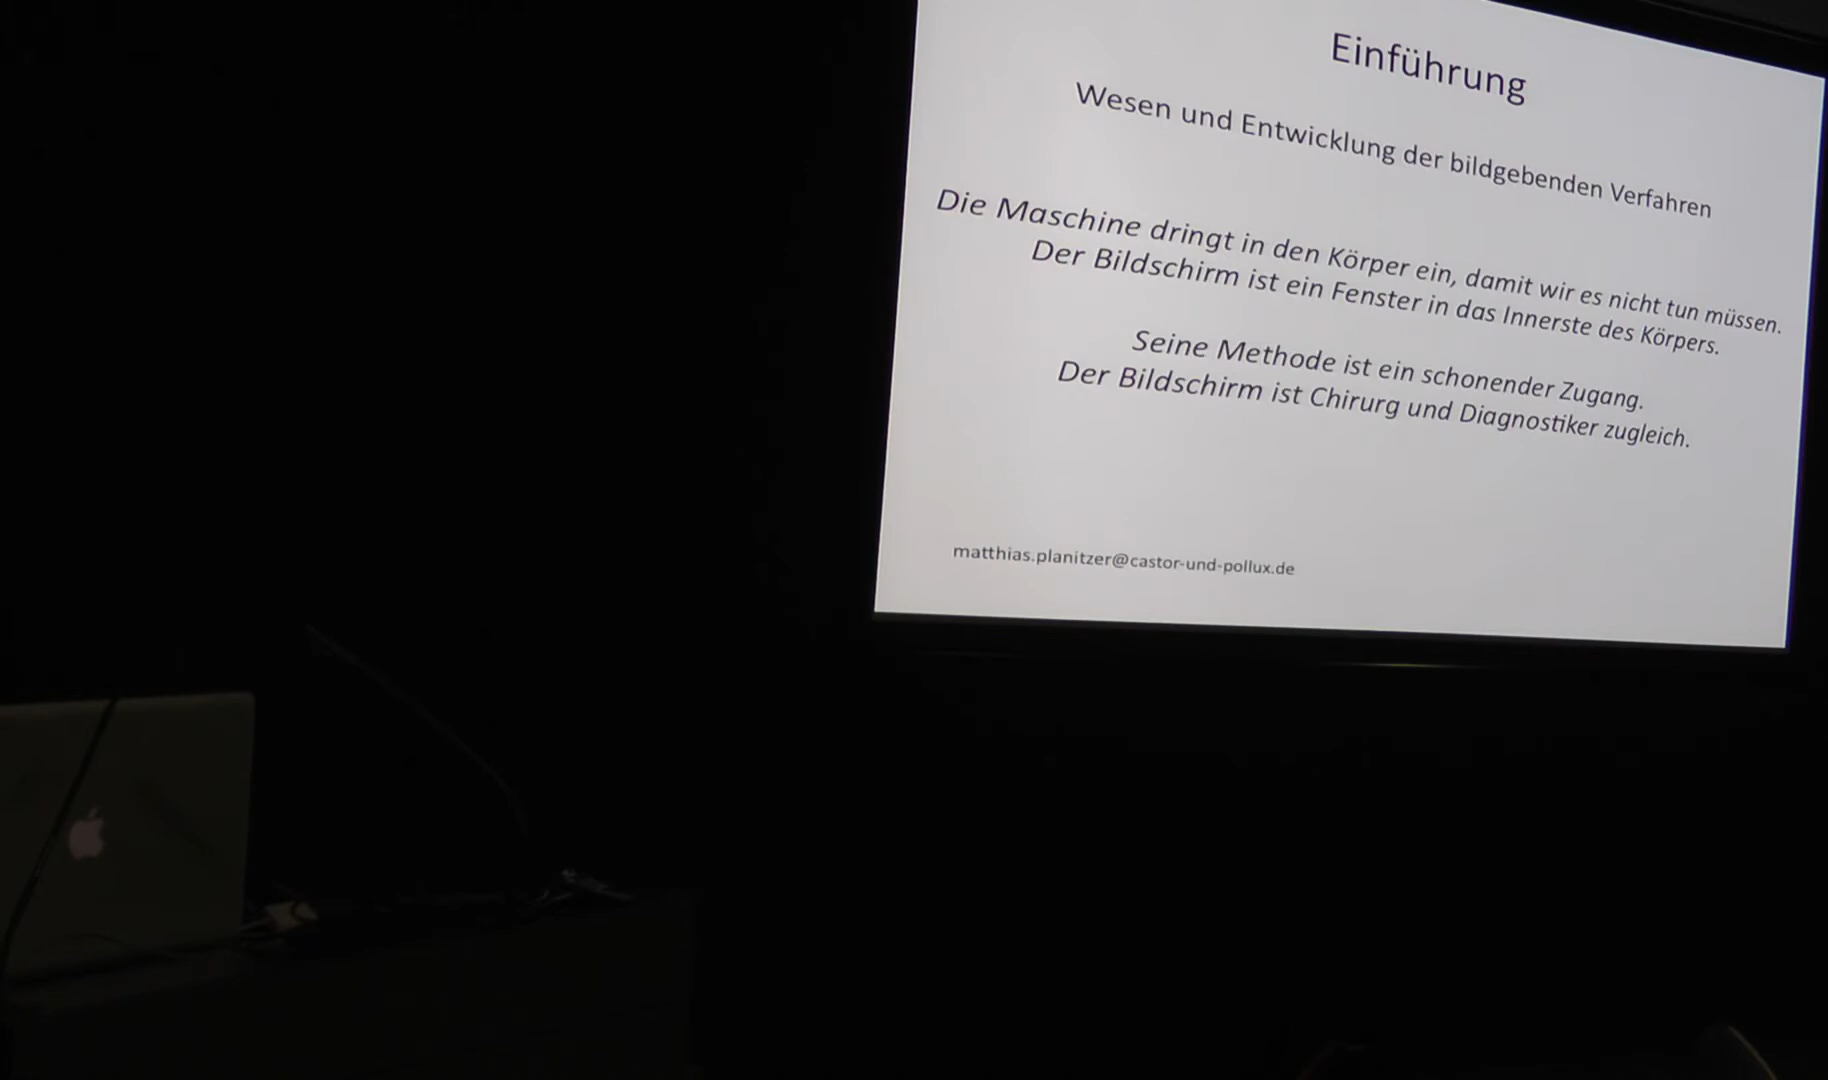 Einführung
Wesen und Entwicklung der bildgebenden Verfahren
Die Maschine dringt in den Körper ein, damit wir es nicht tun müssen.
Der Bildschirm ist ein Fenster in das Innerste des Körpers.
Seine Methode ist ein schonender Zugang.
Der Bildschirm ist Chirurg und Diagnostiker zugleich.
matthias.planitzer@castor-und-pollux.de